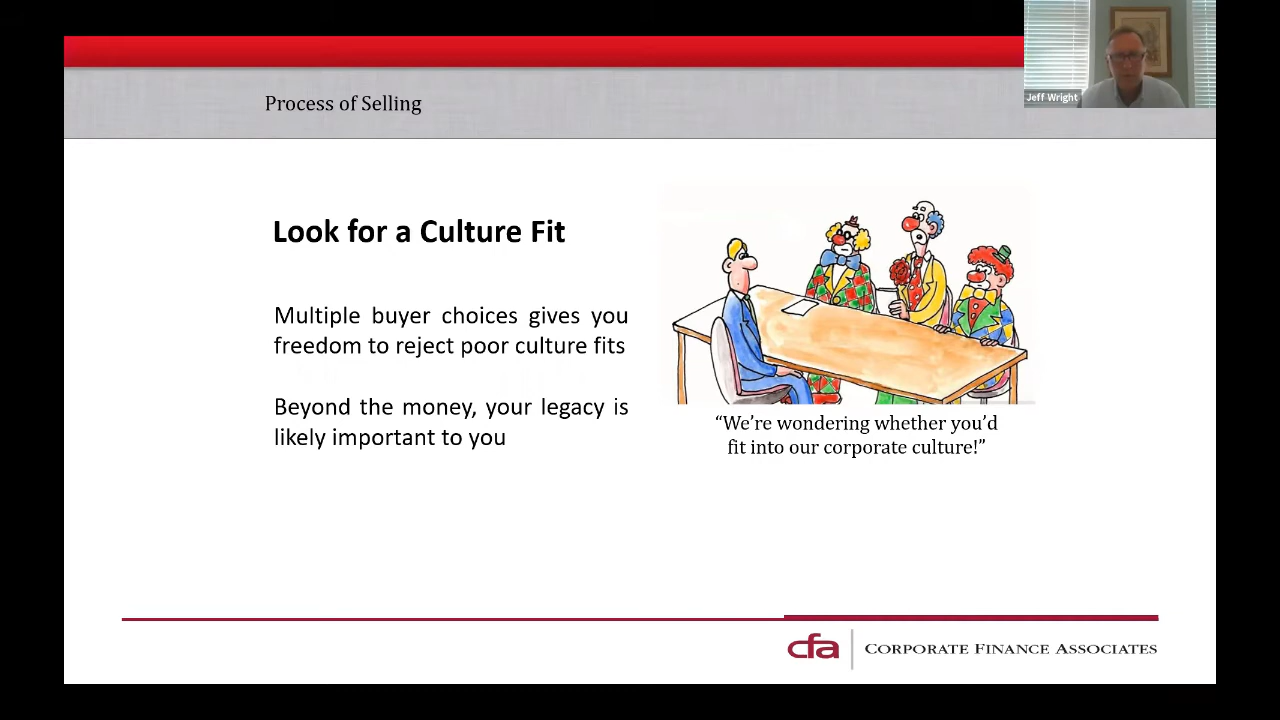 Process of Selling
Jeff Wright
Look for a Culture Fit
Multiple buyer choices gives you
freedom to reject poor culture fits
Beyond the money, your legacy is
likely important to you
“We’re wondering whether you’d
fit into our corporate culture!”
cfa
CORPORATE FINANCE ASSOCIATES